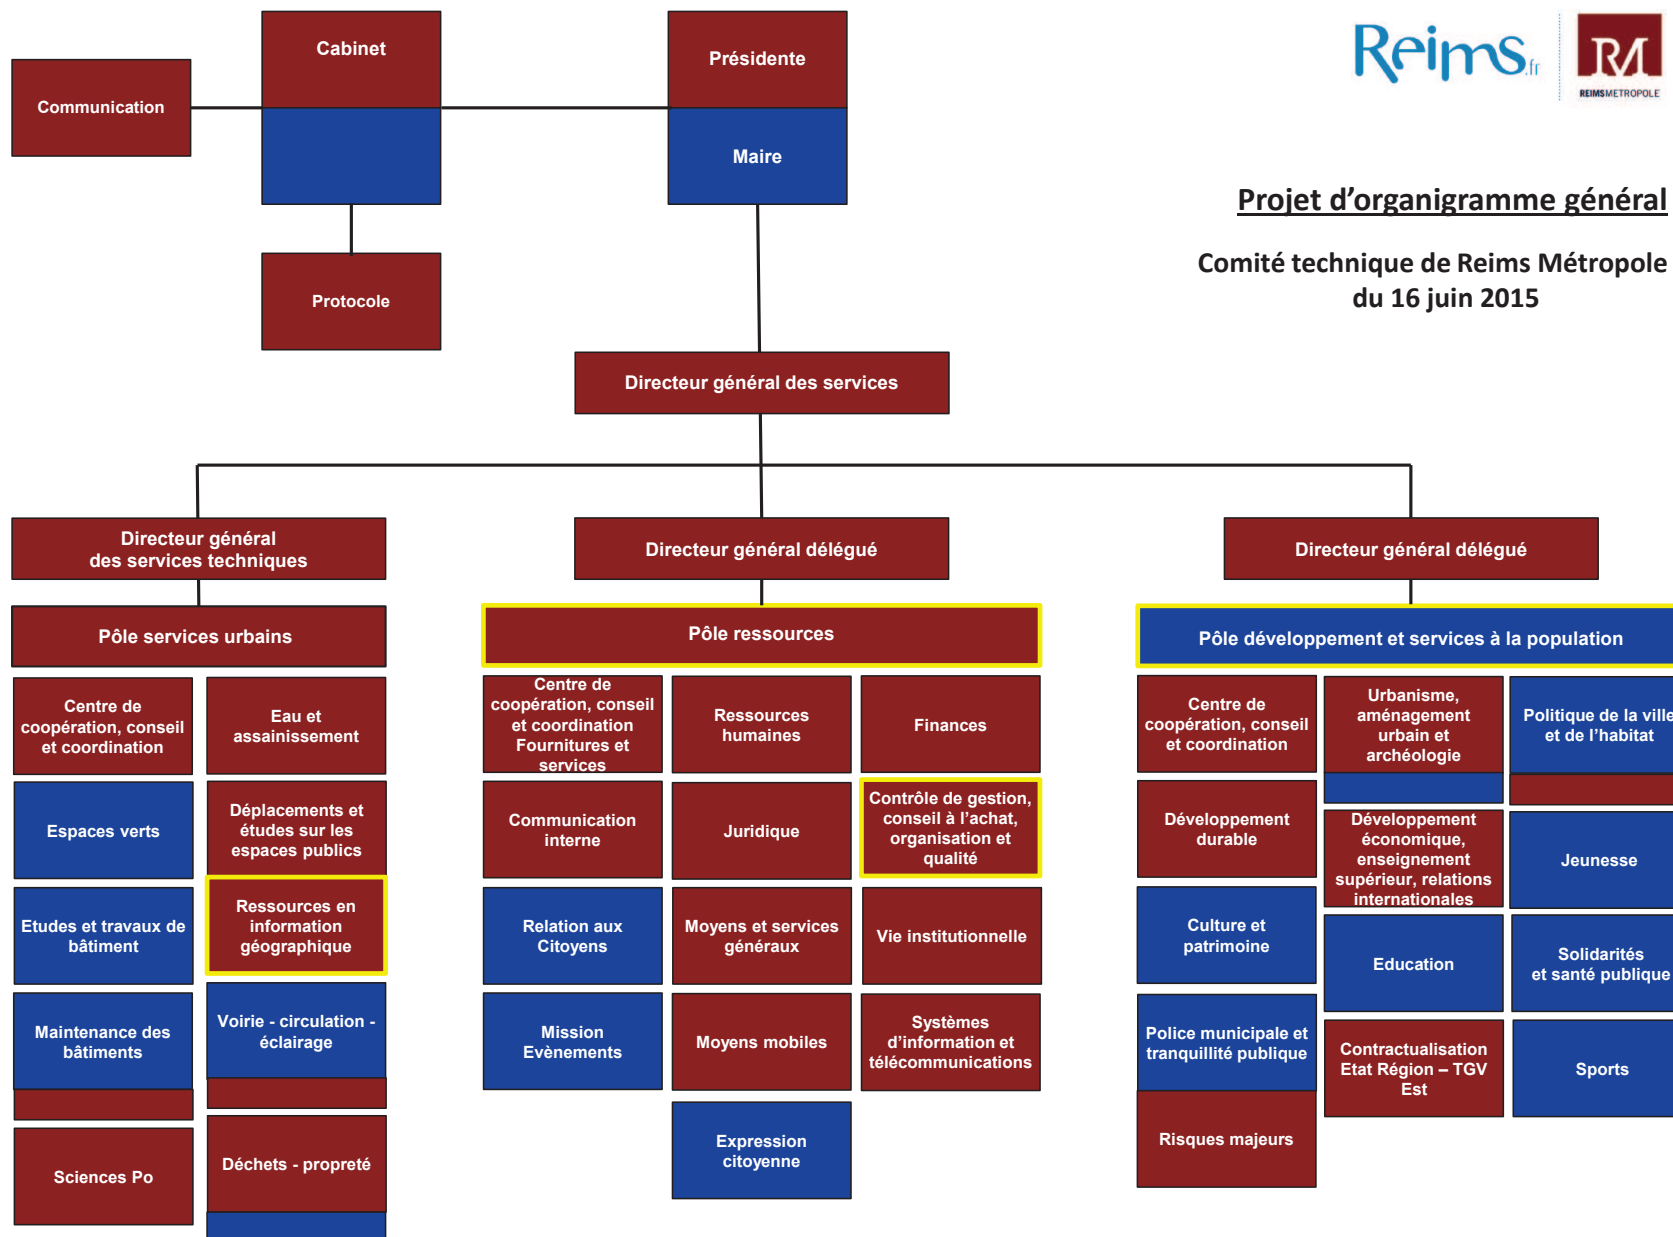 Reims.fr
RM
REIMSMETROPOLE
Projet d’organigramme général
Comité technique de Reims Métropole
du 16 juin 2015
Communication
Cabinet
Présidente
Maire
Protocole
Directeur général des services
Directeur général
des services techniques
Directeur général délégué
Directeur général délégué
Pôle services urbains
Centre de
coopération, conseil
et coordination
Eau et
assainissement
Espaces verts
Déplacements et
études sur les
espaces publics
Etudes et travaux de
bâtiment
Ressources en
information
géographique
Maintenance des
bâtiments
Voirie - circulation -
éclairage
Sciences Po
Déchets - propreté
Pôle ressources
Centre de
coopération, conseil
et coordination
Fournitures et
services
Ressources
humaines
Finances
Communication
interne
Juridique
Contrôle de gestion,
conseil à l’achat,
organisation et
qualité
Relation aux
Citoyens
Moyens et services
généraux
Vie institutionnelle
Mission
Evènements
Moyens mobiles
Systèmes
d’information et
télécommunications
Expression
citoyenne
Pôle développement et services à la population
Centre de
coopération, conseil
et coordination
Urbanisme,
aménagement
urbain et
archéologie
Politique de la ville
et de l’habitat
Développement
durable
Développement
économique,
enseignement
supérieur, relations
internationales
Jeunesse
Culture et
patrimoine
Education
Solidarités
et santé publique
Police municipale et
tranquillité publique
Contractualisation
Etat Région – TGV
Est
Sports
Risques majeurs